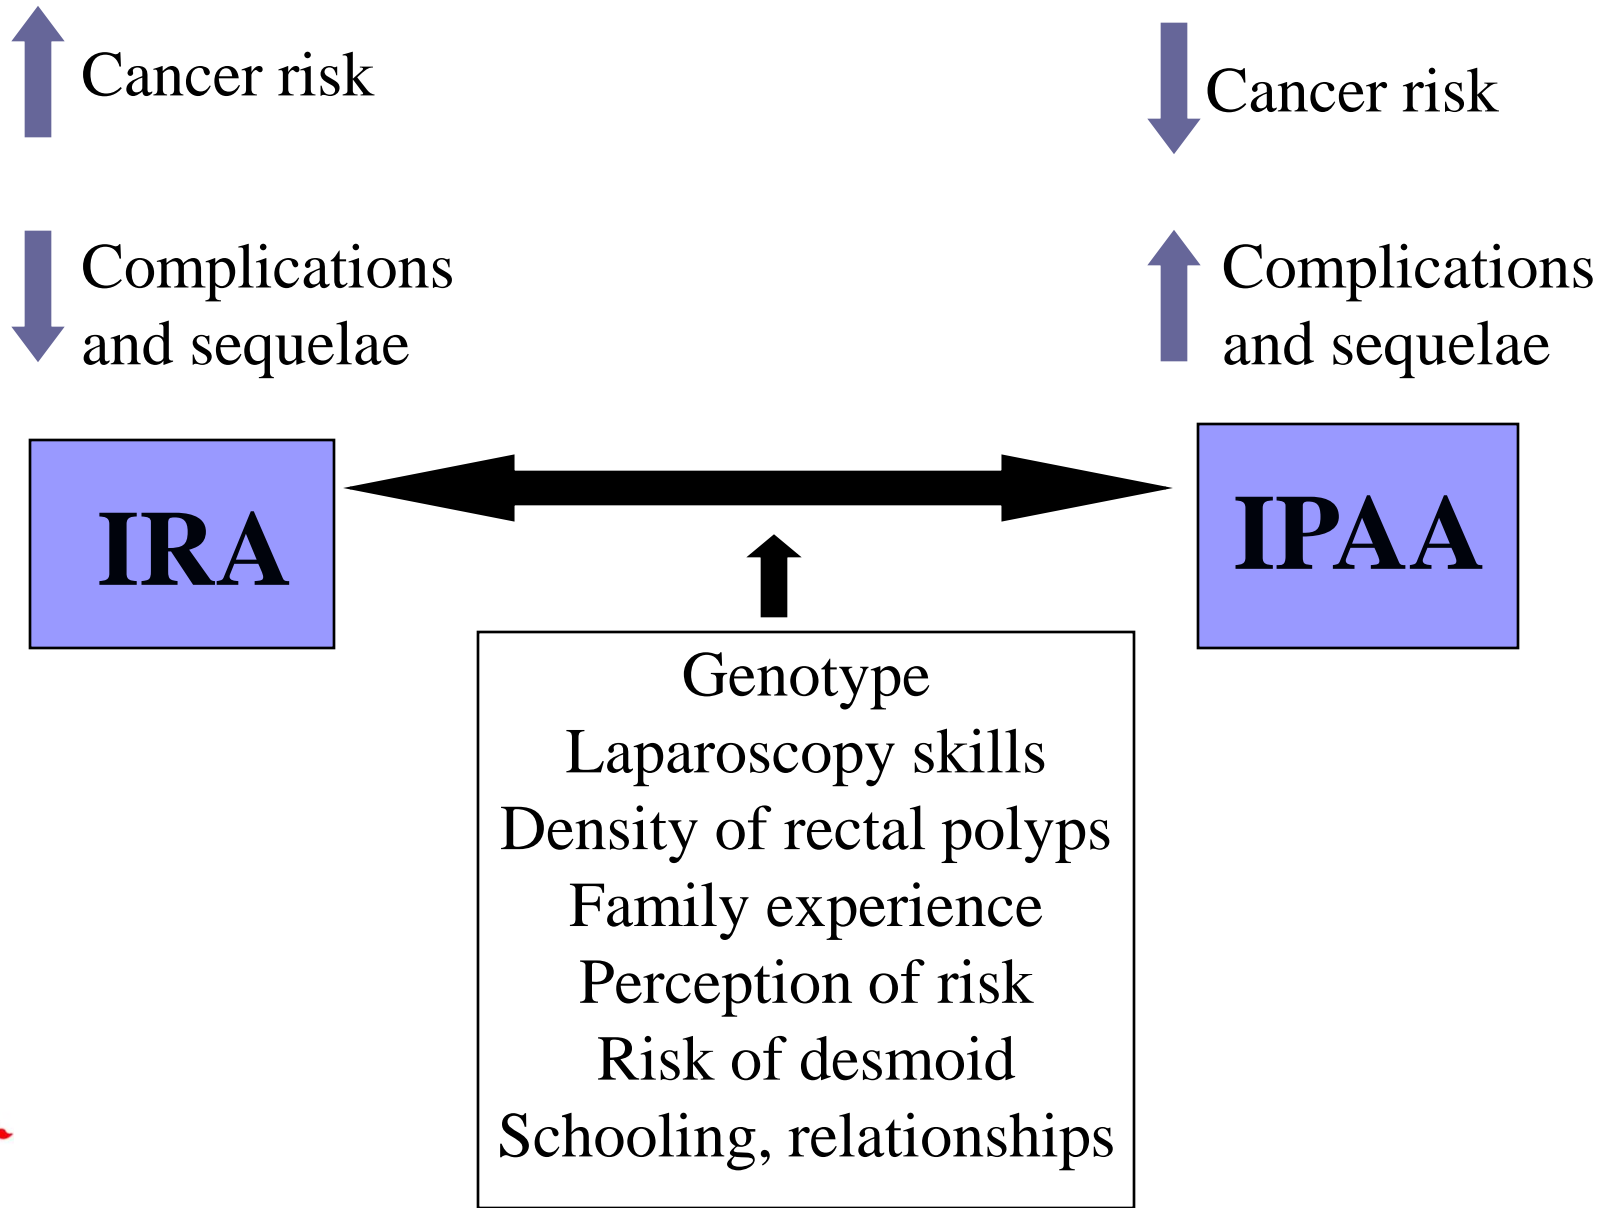 Cancer risk
Cancer risk
Complications
and sequelae
Complications
and sequelae
IRA
IPAA
Genotype
Laparoscopy skills
Density of rectal polyps
Family experience
Perception of risk
Risk of desmoid
Schooling, relationships